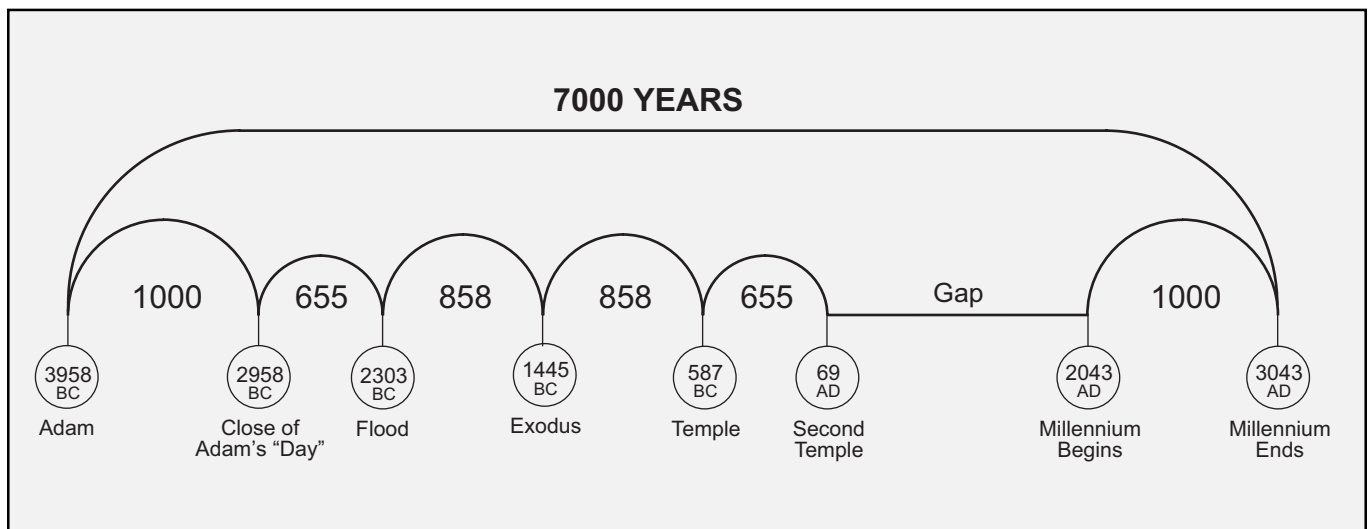 7000 YEARS
1000
655
858
858
655
Gap
1000
3958
BC
2958
BC
2303
BC
1445
BC
587
BC
69
AD
2043
AD
3043
AD
Adam
Close of
Adam's “Day”
Flood
Exodus
Temple
Second
Temple
Millennium
Begins
Millennium
Ends